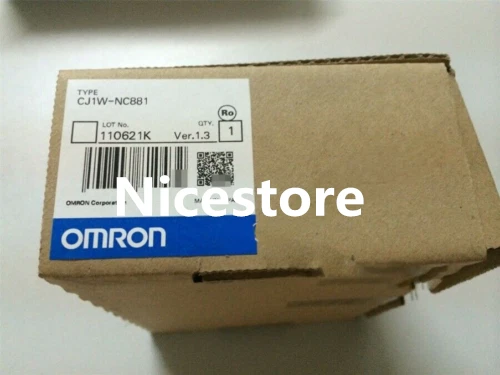 TYPE
CJ1W-NC881
LOT No.
QTY.
Ro
110621K
Ver.1.3
1
Nicestore
OMRON Corporation
OMRON